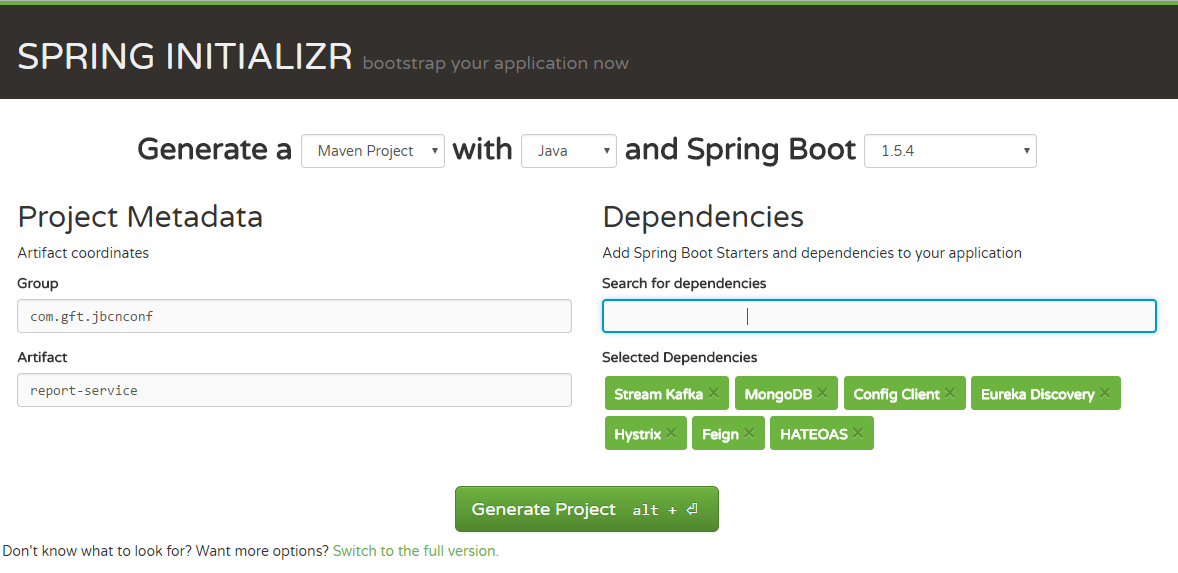 SPRING INITIALIZR bootstrap your application now
Generate a Maven Project with Java and Spring Boot 1.5.4
Project Metadata
Artifact coordinates
Group
com.gft.jbcnconf
Artifact
report-service
Dependencies
Add Spring Boot Starters and dependencies to your application
Search for dependencies
Selected Dependencies
Stream Kafka × MongoDB × Config Client × Eureka Discovery ×
Hystrix × Feign × HATEOAS ×
Generate Project alt + ⏎
Don't know what to look for? Want more options? Switch to the full version.